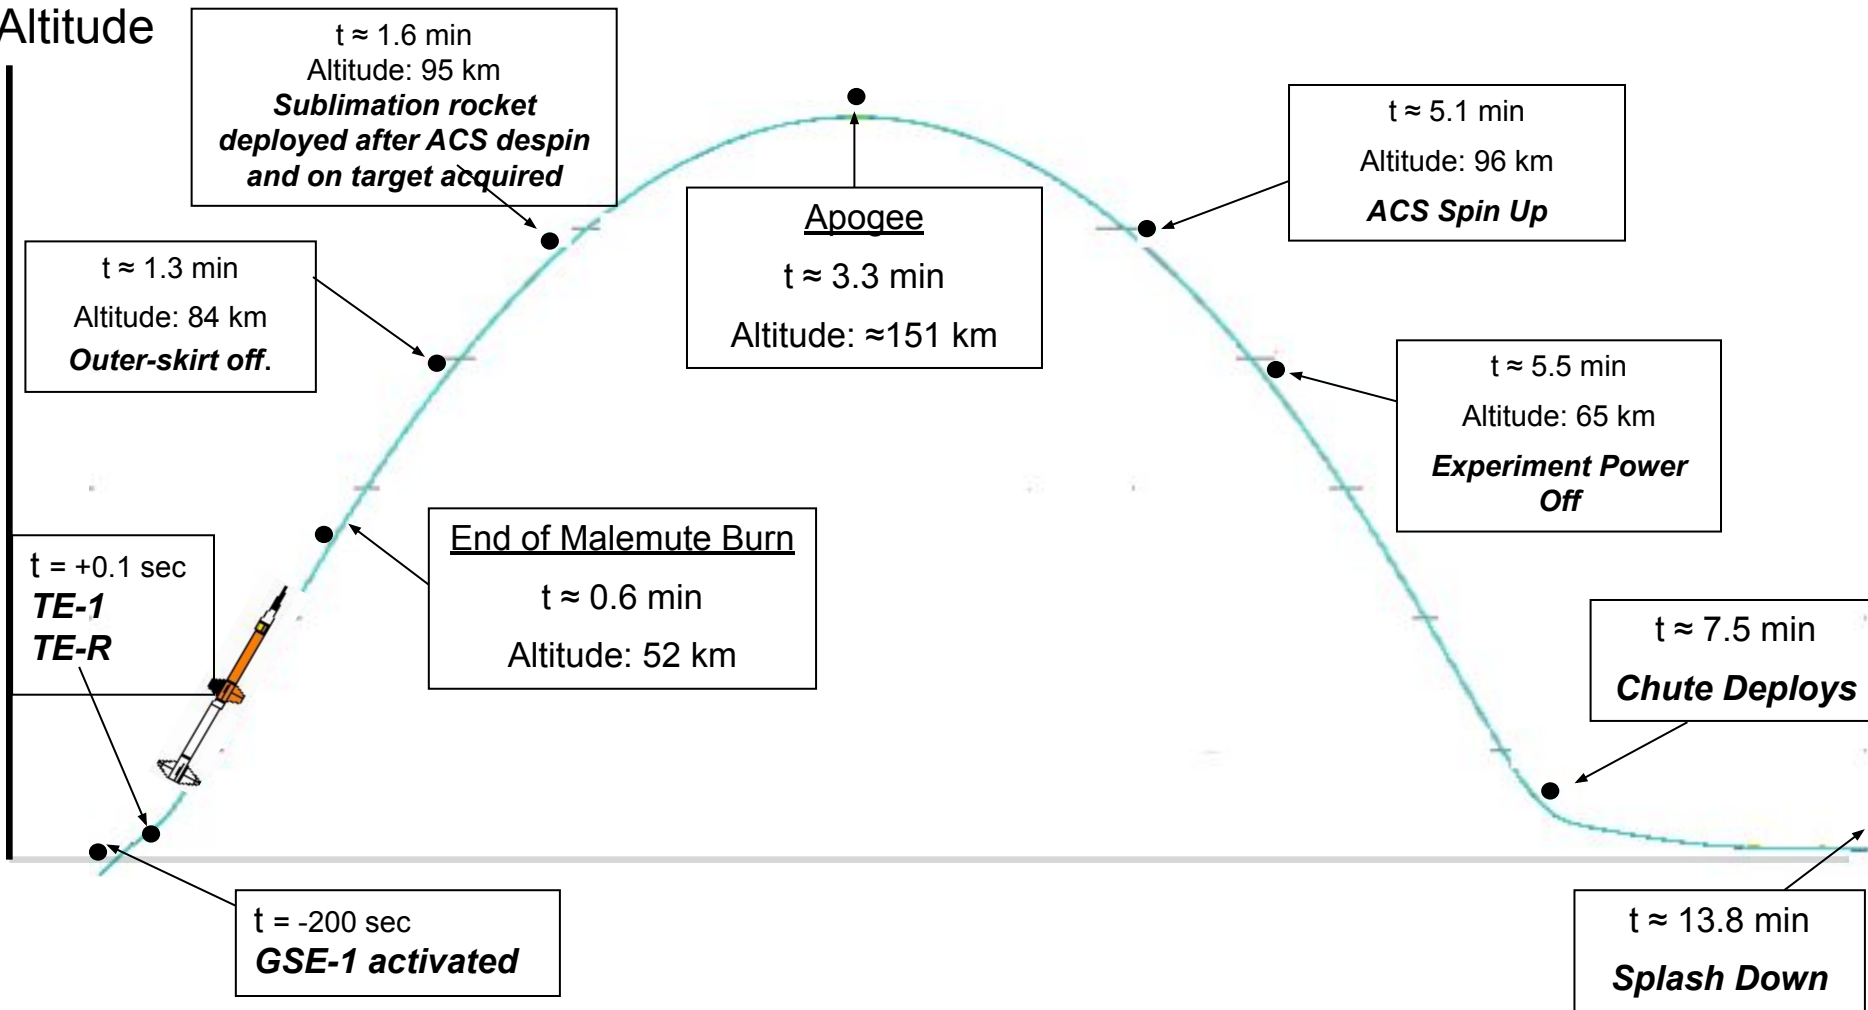 Altitude
t ≈ 1.6 min
Altitude: 95 km
Sublimation rocket
deployed after ACS despin
and on target acquired
t ≈ 1.3 min
Altitude: 84 km
Outer-skirt off.
t = +0.1 sec
TE-1
TE-R
t = -200 sec
GSE-1 activated
End of Malemute Burn
t ≈ 0.6 min
Altitude: 52 km
Apogee
t ≈ 3.3 min
Altitude: ≈151 km
t ≈ 5.1 min
Altitude: 96 km
ACS Spin Up
t ≈ 5.5 min
Altitude: 65 km
Experiment Power
Off
t ≈ 7.5 min
Chute Deploys
t ≈ 13.8 min
Splash Down